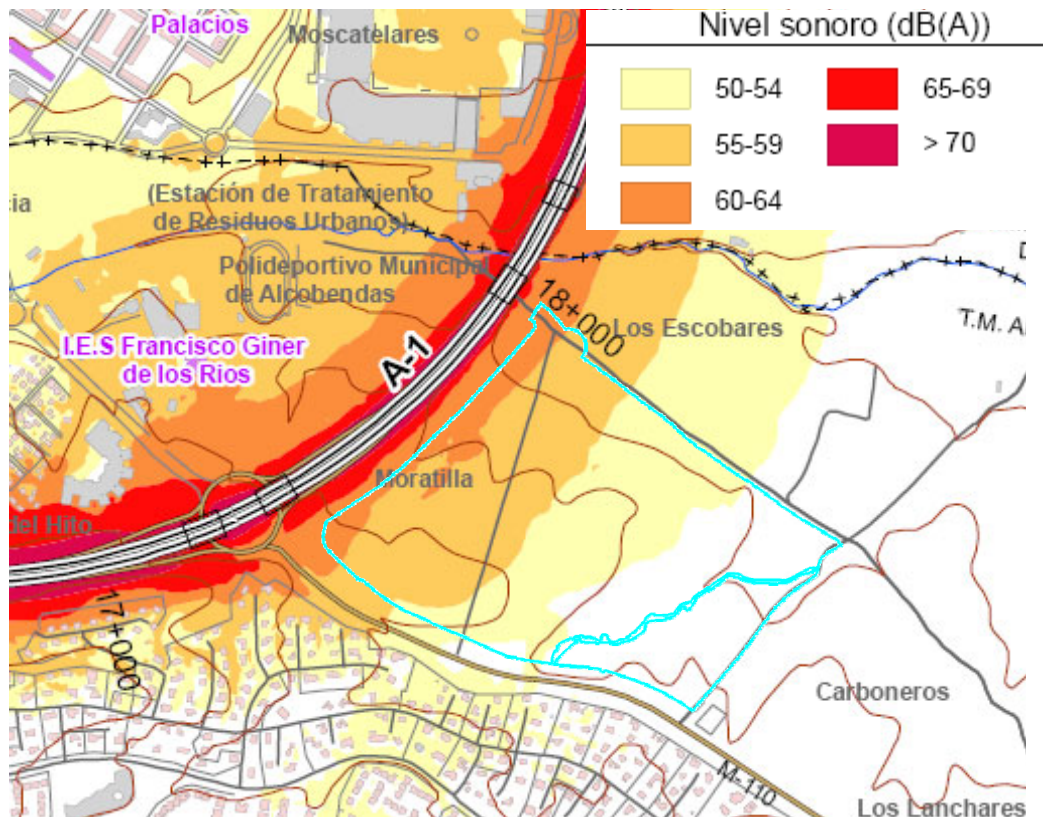 Palacios
Moscatelares
Nivel sonoro (dB(A))
50-54
65-69
55-59
> 70
60-64
(Estación de Tratamiento
de Residuos Urbanos)
cia
Polideportivo Municipal
de Alcobendas
18+000
Los Escobares
D
T.M. A
I.E.S Francisco Giner
de los Rios
A-1
Moratilla
del Hito
17+000
Carboneros
M-110
Los Lanchares